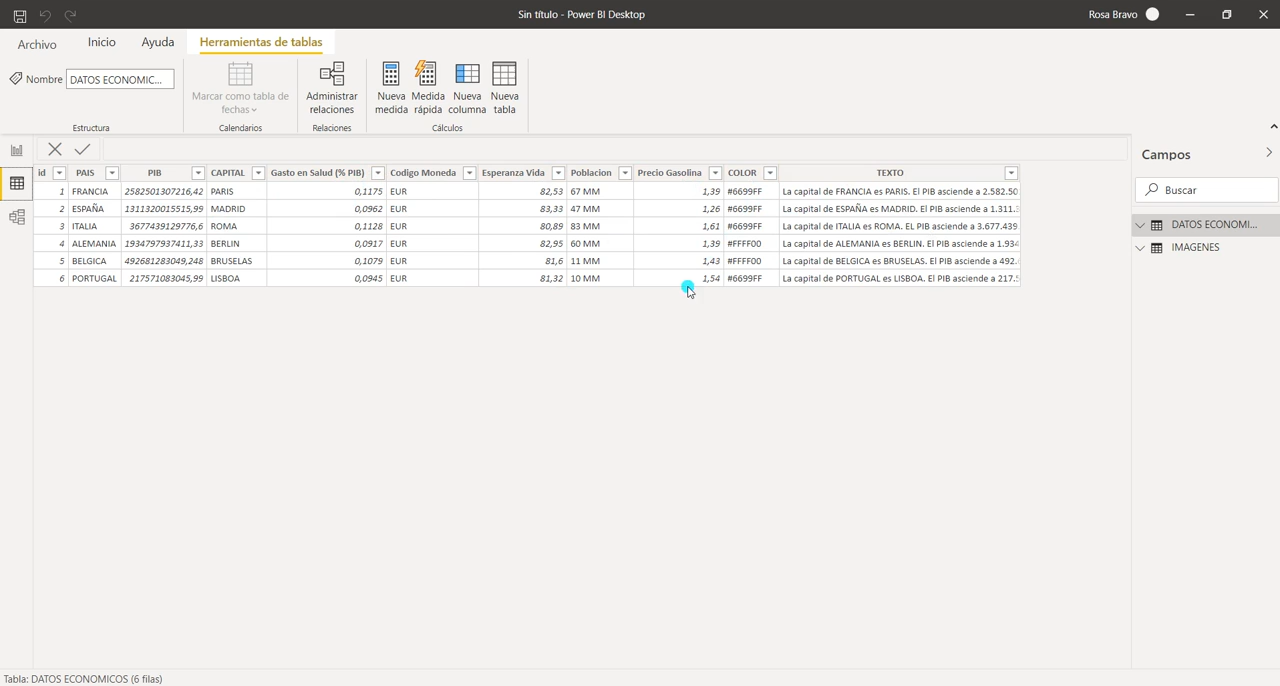 Sin título - Power BI Desktop
Rosa Bravo
Archivo
Inicio
Ayuda
Herramientas de tablas
Nombre
DATOS ECONOMIC...
Marcar como tabla de
fechas
Administrar
relaciones
Nueva
medida
Medida
rápida
Nueva
columna
Nueva
tabla
Estructura
Calendarios
Relaciones
Cálculos
Campos
Buscar
DATOS ECONOMI...
IMAGENES
id PAIS PIB CAPITAL Gasto en Salud (% PIB) Codigo Moneda Esperanza Vida Poblacion Precio Gasolina COLOR TEXTO
1 FRANCIA 2582501307216,42 PARIS 0,1175 EUR 82,53 67 MM 1,39 #6699FF La capital de FRANCIA es PARIS. El PIB asciende a 2.582.50
2 ESPAÑA 1311320015515,99 MADRID 0,0962 EUR 83,33 47 MM 1,26 #6699FF La capital de ESPAÑA es MADRID. El PIB asciende a 1.311.
3 ITALIA 3677439129776,6 ROMA 0,1128 EUR 80,89 83 MM 1,61 #6699FF La capital de ITALIA es ROMA. EL PIB asciende a 3.677.439
4 ALEMANIA 1934797937411,33 BERLIN 0,0917 EUR 82,95 60 MM 1,39 #FFFF00 La capital de ALEMANIA es BERLIN. El PIB asciende a 1.934
5 BELGICA 492681283049,248 BRUSELAS 0,1079 EUR 81,6 11 MM 1,43 #FFFF00 La capital de BELGICA es BRUSELAS. El PIB asciende a 492.
6 PORTUGAL 217571083045,99 LISBOA 0,0945 EUR 81,32 10 MM 1,54 #6699FF La capital de PORTUGAL es LISBOA. El PIB asciende a 217.
Tabla: DATOS ECONOMICOS (6 filas)